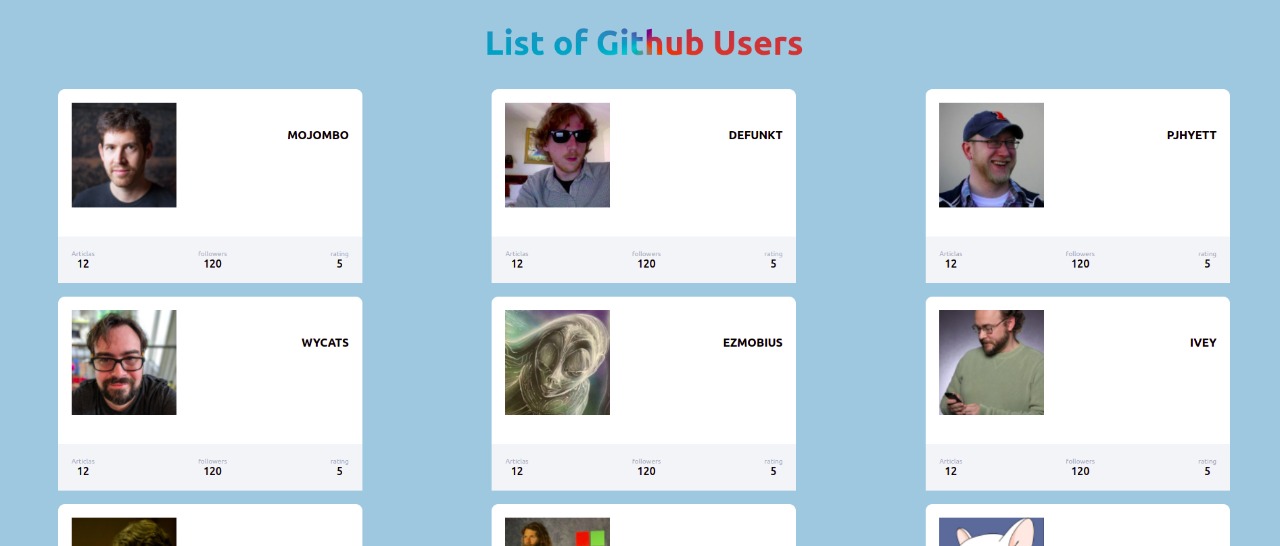 List of Github Users
MOJOMBO
DEFUNKT
PJHYETT
Articles followers rating
12 120 5
Articles followers rating
12 120 5
Articles followers rating
12 120 5
WYCATS
EZMOBIUS
IVEY
Articles followers rating
12 120 5
Articles followers rating
12 120 5
Articles followers rating
12 120 5